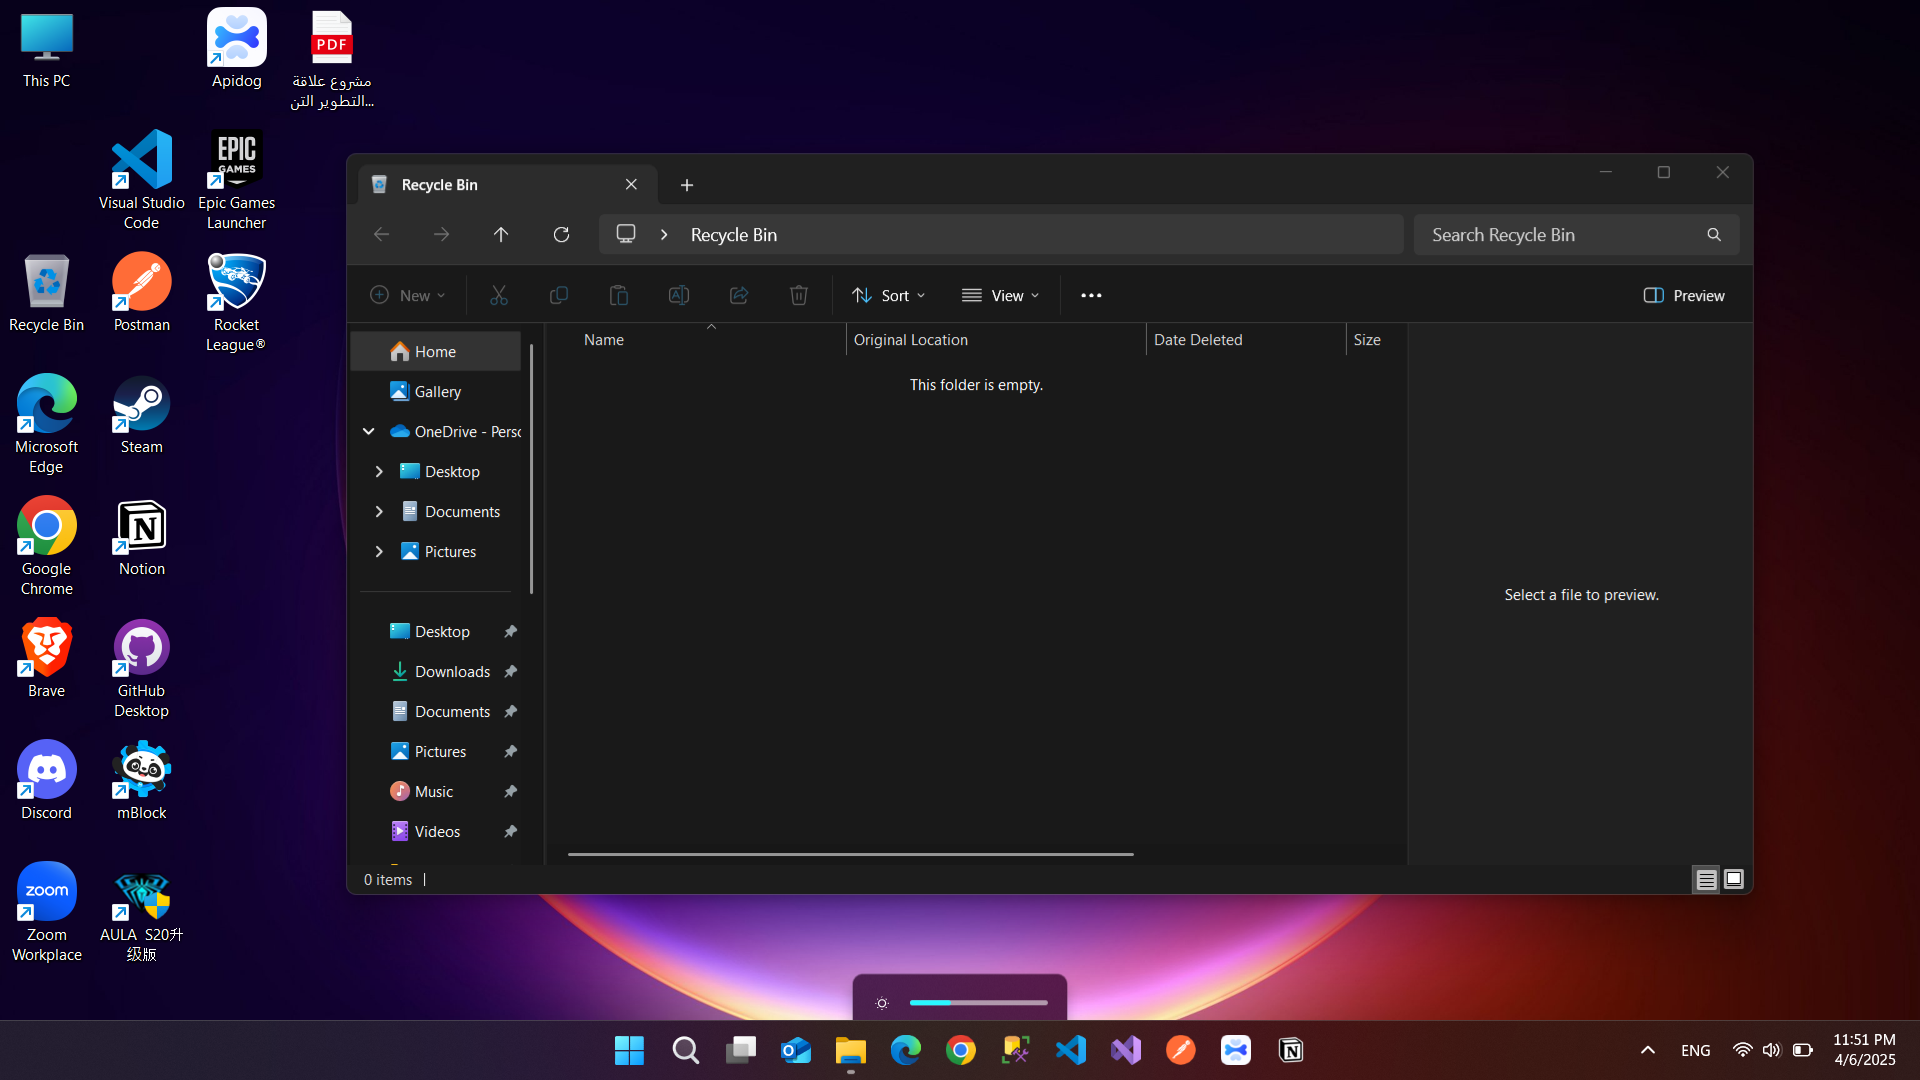 This PC
Apidog
PDF
مشروع علاقة
التطوير التن...
Visual Studio
Code
EPIC
GAMES
Epic Games
Launcher
Recycle Bin
Postman
Rocket
League®
Microsoft
Edge
Steam
Google
Chrome
Notion
Brave
GitHub
Desktop
Discord
mBlock
zoom
Zoom
Workplace
AULA S20升
级版
Recycle Bin
Recycle Bin
Search Recycle Bin
New
Sort
View
Preview
Home
Gallery
OneDrive - Perso
Desktop
Documents
Pictures
Desktop
Downloads
Documents
Pictures
Music
Videos
Name
Original Location
Date Deleted
Size
This folder is empty.
Select a file to preview.
0 items
ENG
11:51 PM
4/6/2025